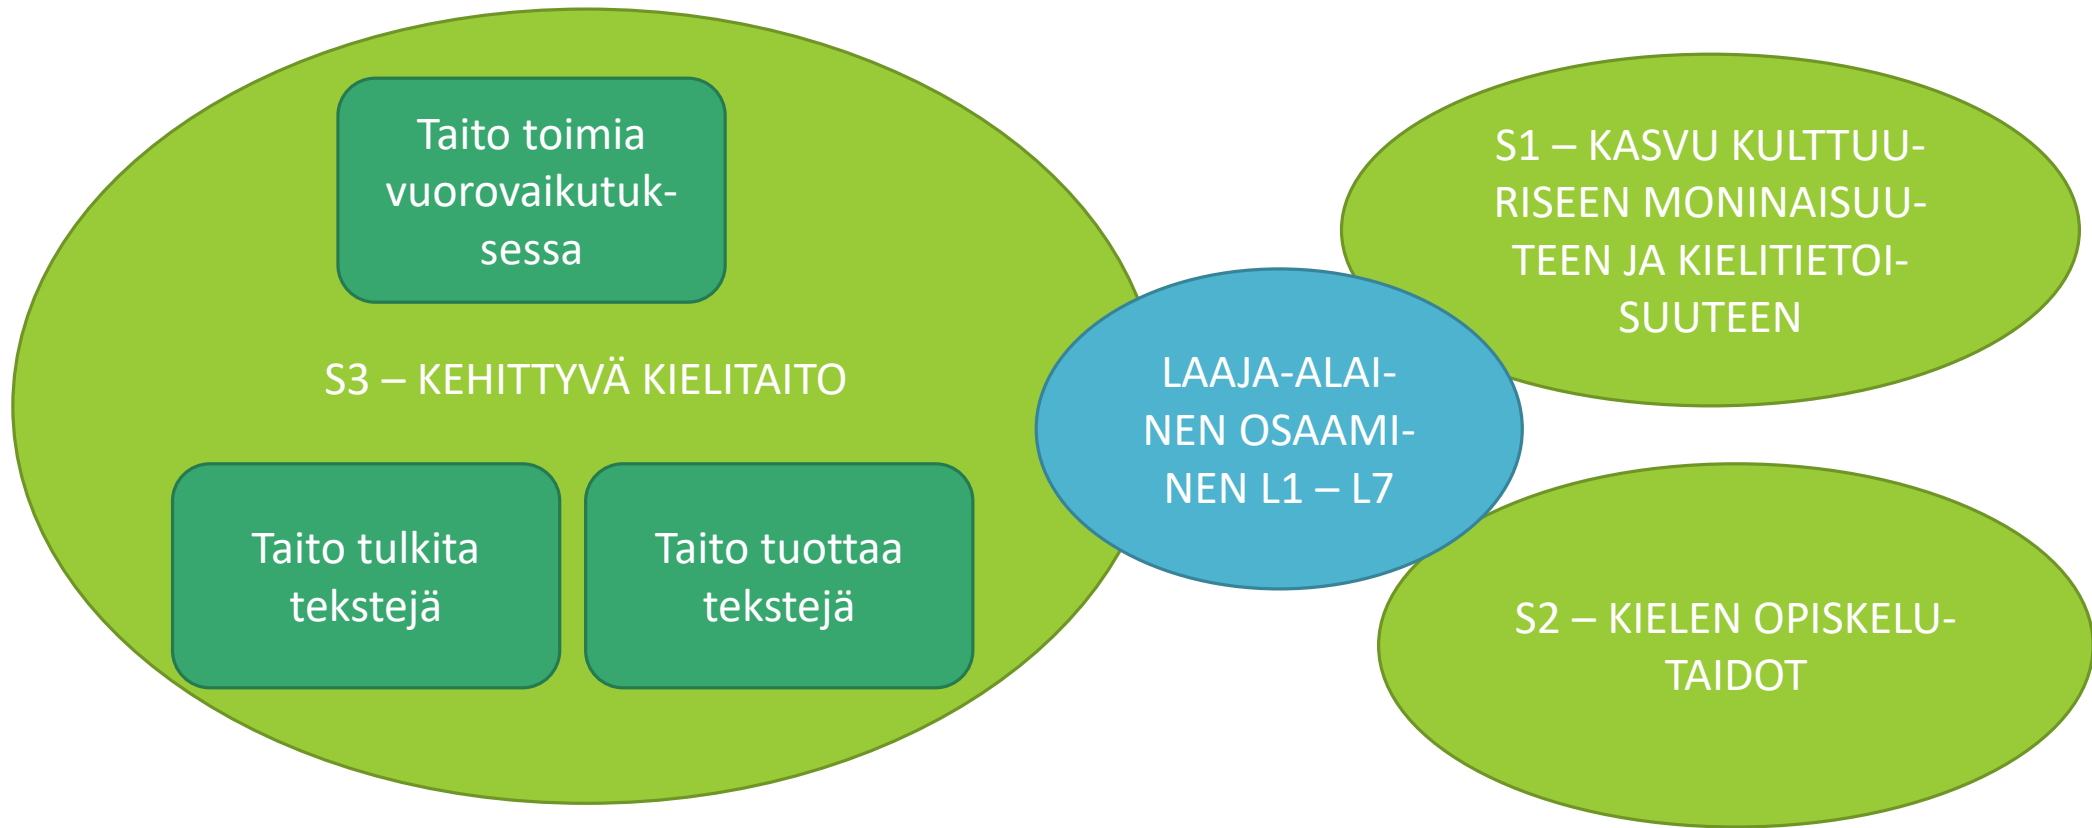 Taito toimia
vuorovaikutuk-
sessa
S3 – KEHITTYVÄ KIELITAITO
Taito tulkita
tekstejä
Taito tuottaa
tekstejä
LAAJA-ALAI-
NEN OSAAMI-
NEN L1 – L7
S1 – KASVU KULTTUU-
RISEEN MONINAISUU-
TEEN JA KIELITIETOI-
SUUTEEN
S2 – KIELEN OPISKELU-
TAIDOT